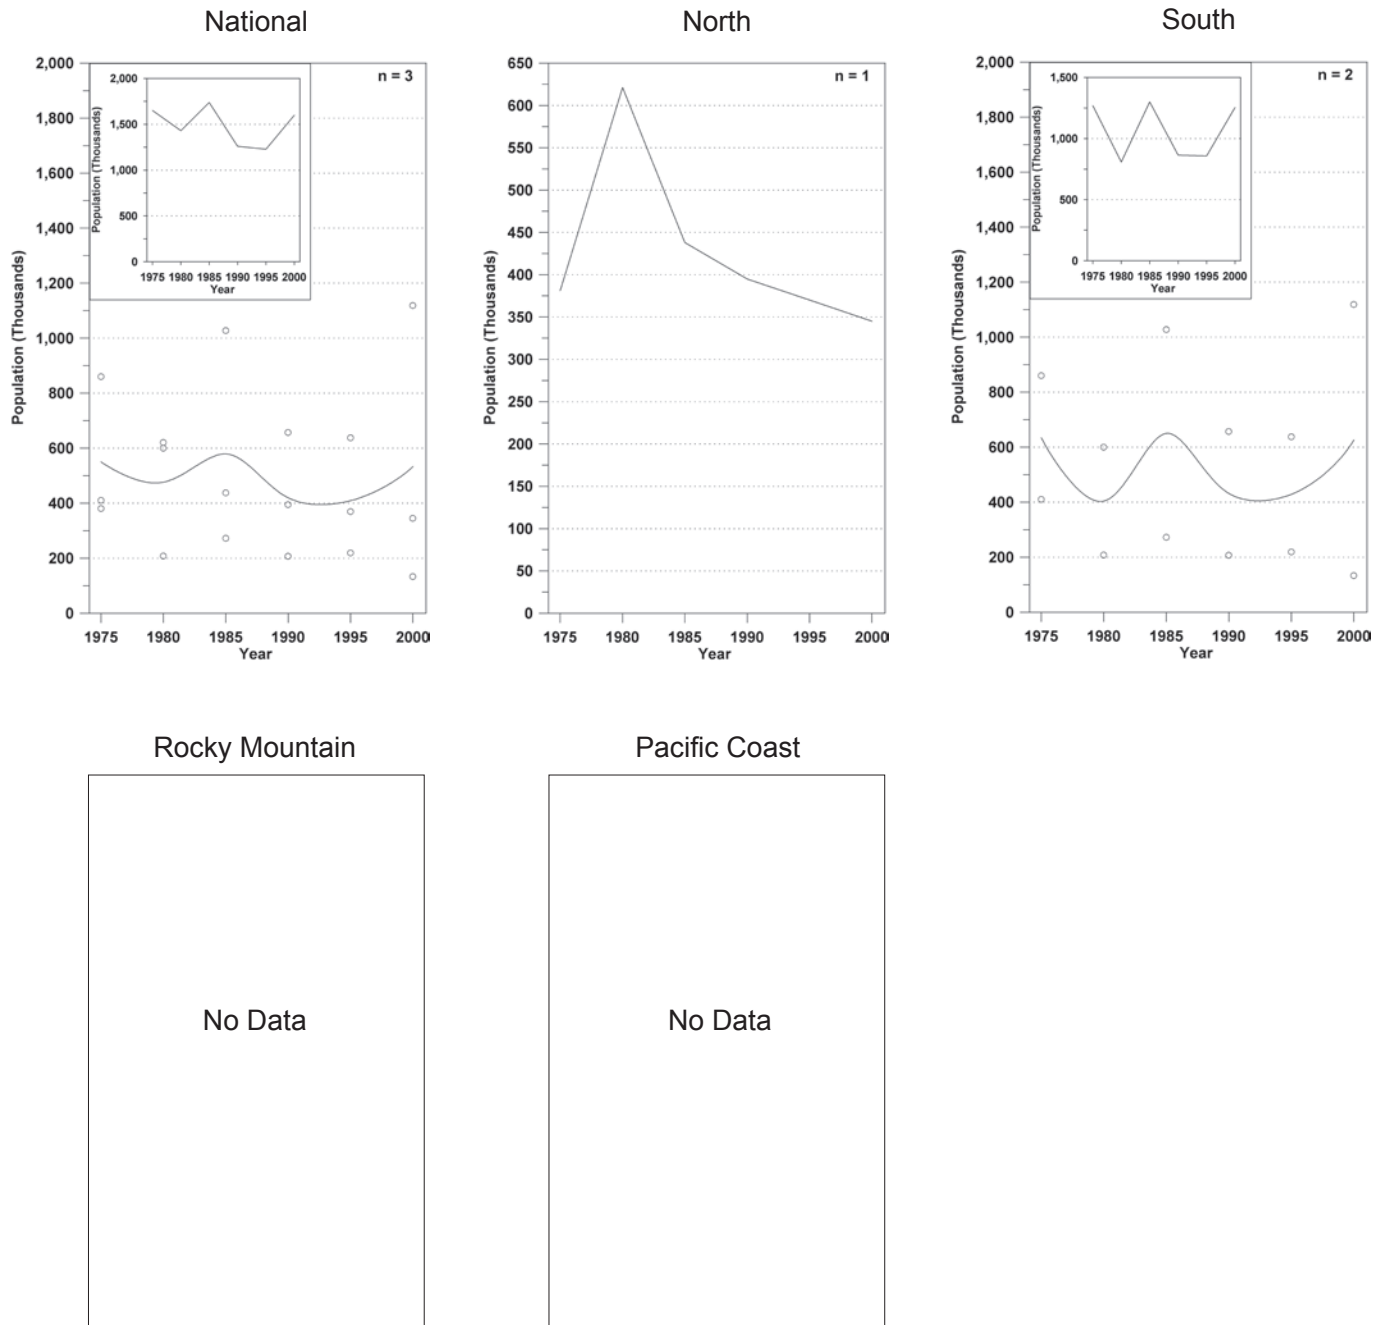 National
North
South
2,000
1,800
1,600
1,400
1,200
1,000
800
600
400
200
0
Population (Thousands)
1975 1980 1985 1990 1995 2000
Year
n = 3
2,000
1,500
1,000
500
0
Population (Thousands)
1975 1980 1985 1990 1995 2000
Year
650
600
550
500
450
400
350
300
250
200
150
100
50
0
Population (Thousands)
1975 1980 1985 1990 1995 2000
Year
n = 1
2,000
1,800
1,600
1,400
1,200
1,000
800
600
400
200
0
Population (Thousands)
1975 1980 1985 1990 1995 2000
Year
n = 2
1,500
1,000
500
0
Population (Thousands)
1975 1980 1985 1990 1995 2000
Year
Rocky Mountain
Pacific Coast
No Data
No Data